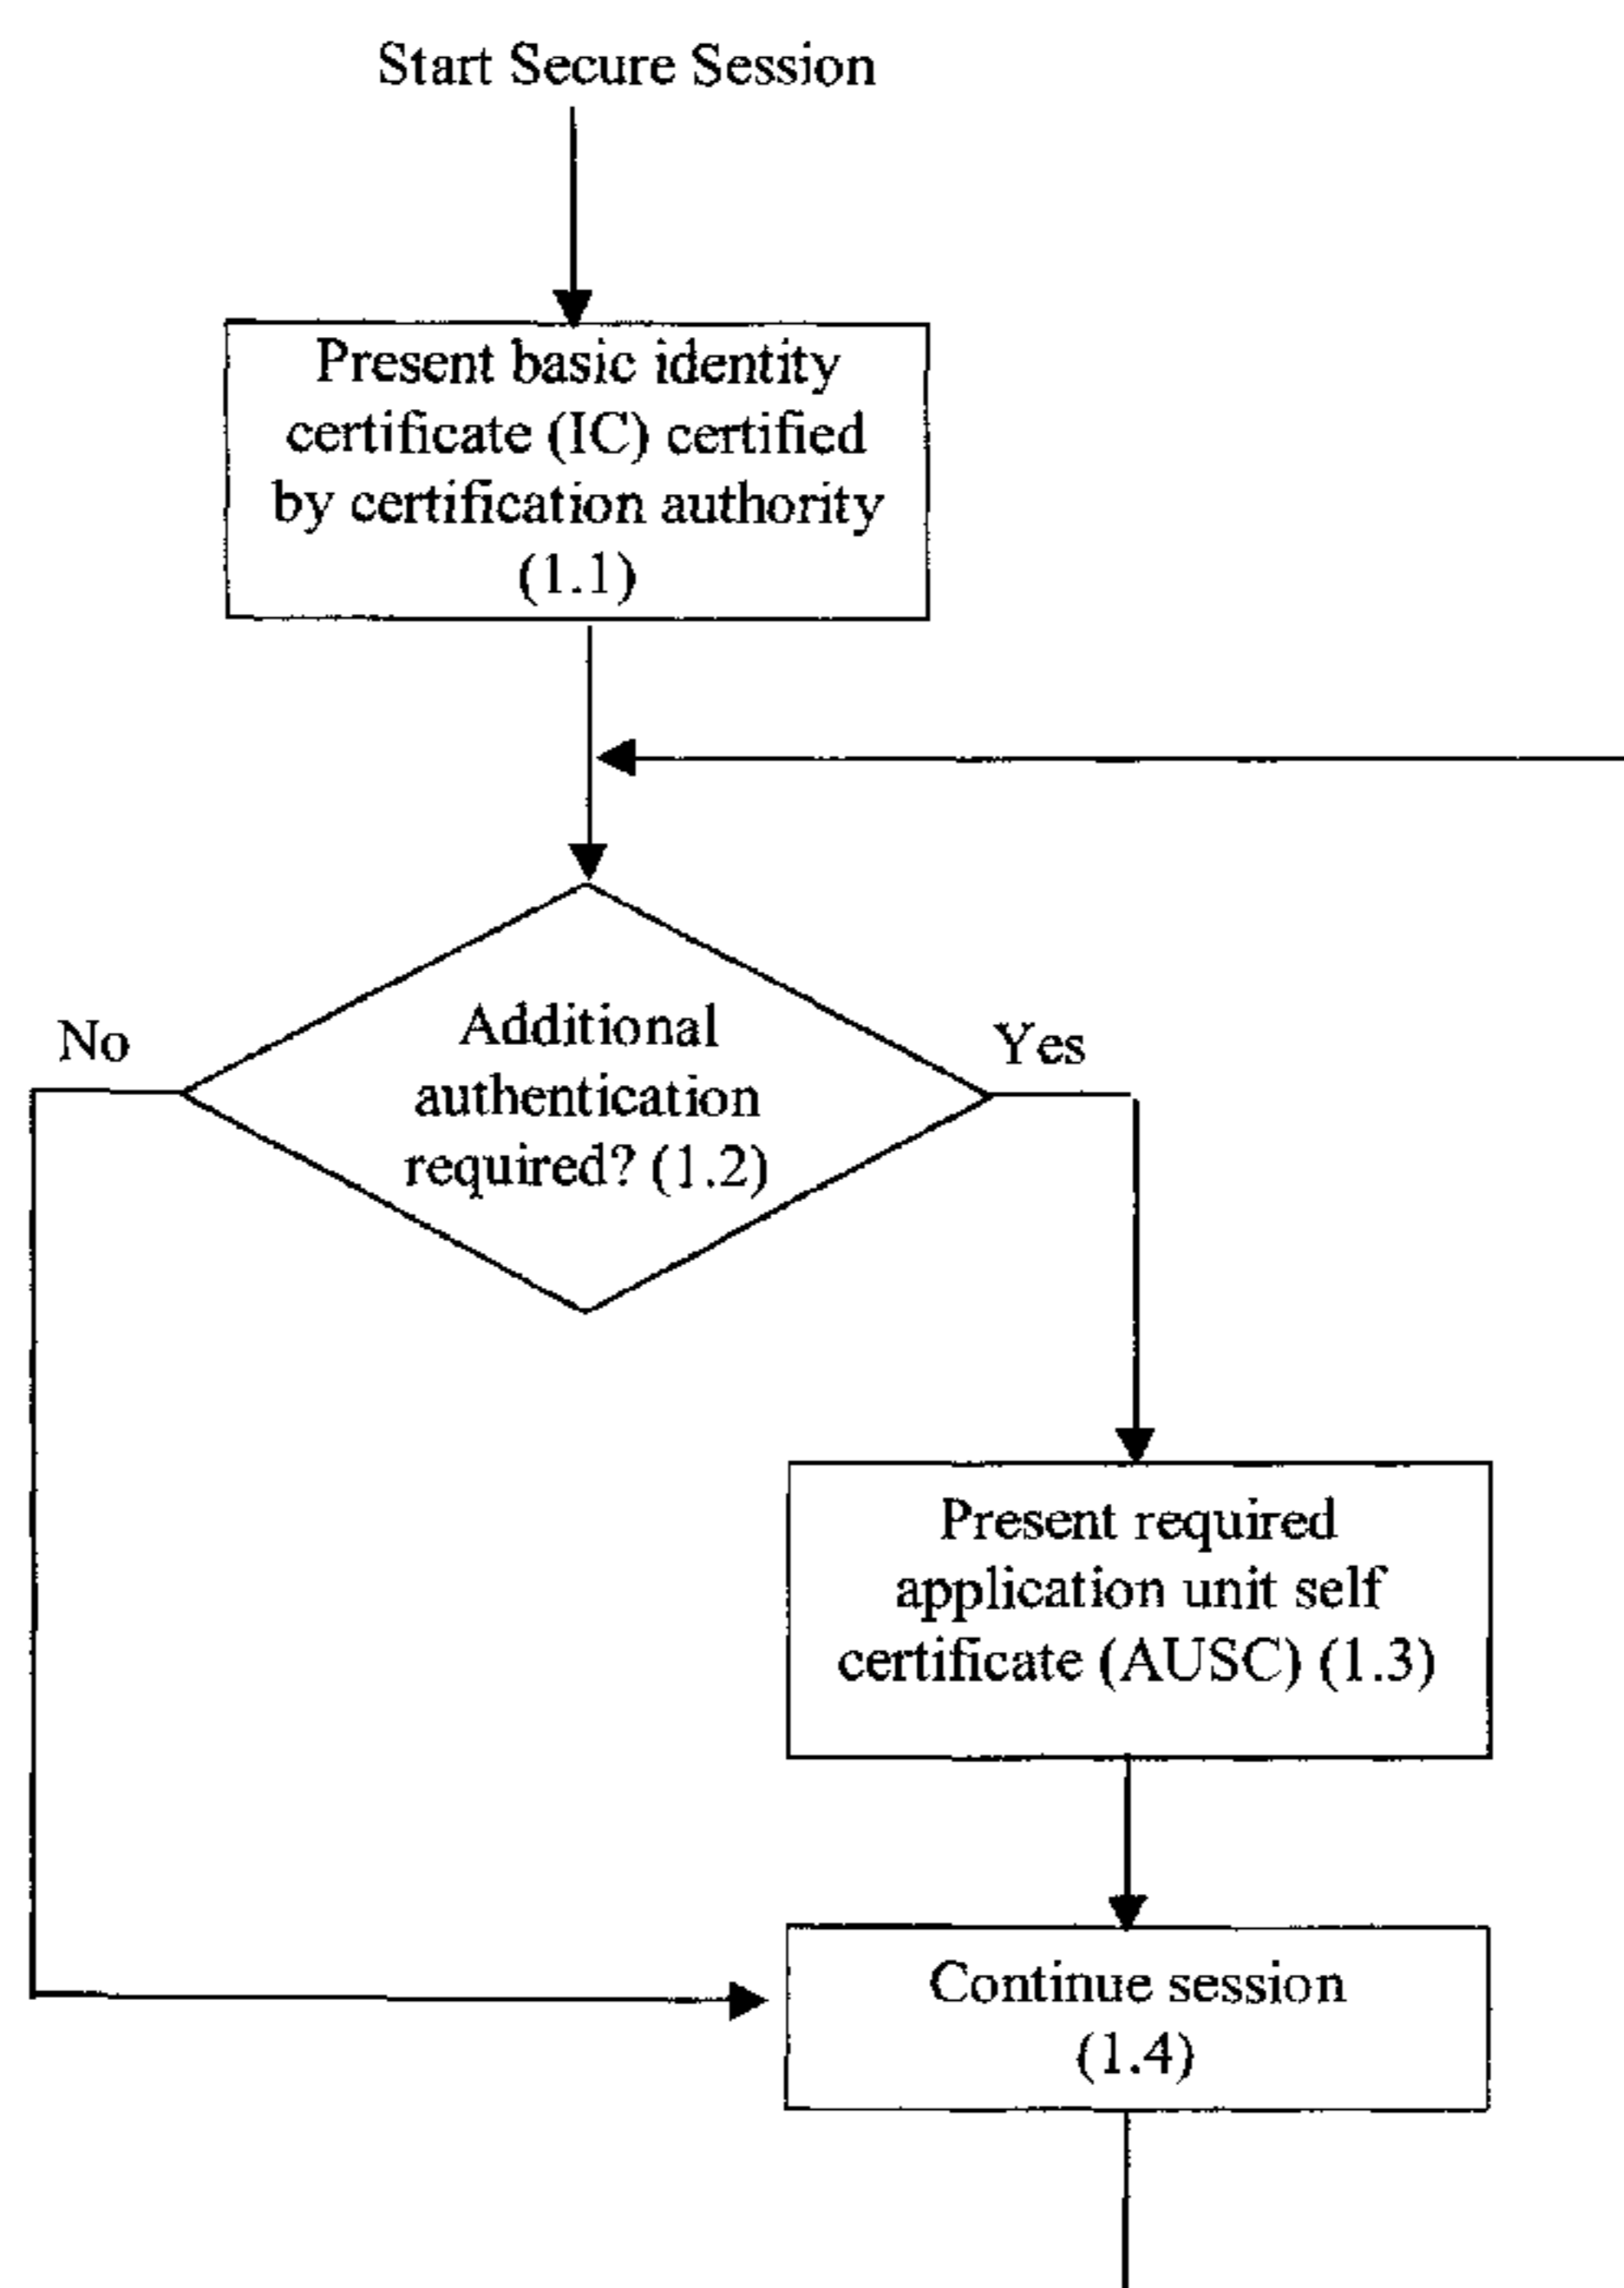 Start Secure Session
Present basic identity
certificate (IC) certified
by certification authority
(1.1)
Additional
authentication
required? (1.2)
No
Yes
Present required
application unit self
certificate (AUSC) (1.3)
Continue session
(1.4)